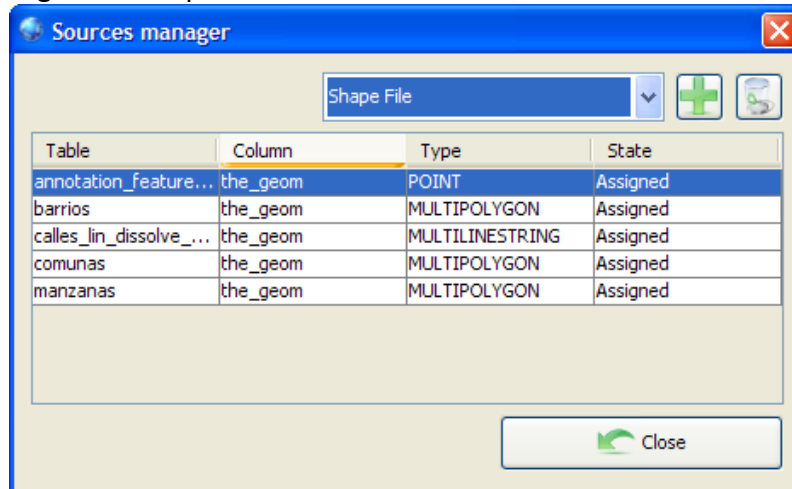 Sources manager
Shape File
Table Column Type State
annotation_feature... the_geom POINT Assigned
barrios the_geom MULTIPOLYGON Assigned
calles_lin_dissolve_... the_geom MULTILINESTRING Assigned
comunas the_geom MULTIPOLYGON Assigned
manzanas the_geom MULTIPOLYGON Assigned
Close